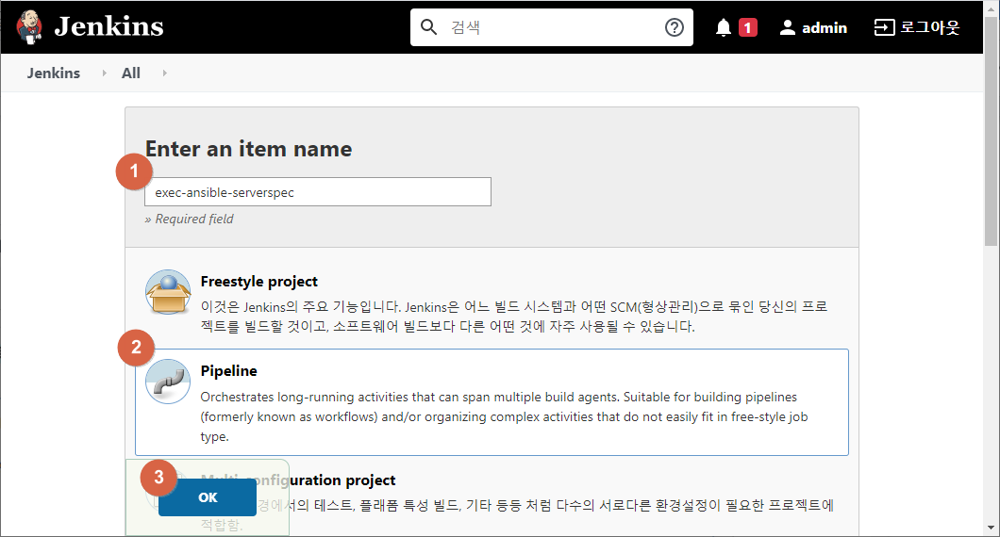 Jenkins
검색
1
admin
로그아웃
Jenkins
All
Enter an item name
1
exec-ansible-serverspec
» Required field
Freestyle project
이것은 Jenkins의 주요 기능입니다. Jenkins은 어느 빌드 시스템과 어떤 SCM(형상관리)으로 묶인 당신의 프로
젝트를 빌드할 것이고, 소프트웨어 빌드보다 다른 어떤 것에 자주 사용될 수 있습니다.
2
Pipeline
Orchestrates long-running activities that can span multiple build agents. Suitable for building pipelines
(formerly known as workflows) and/or organizing complex activities that do not easily fit in free-style job
type.
3
Multi-configuration project
OK
경에서의 테스트, 플래폼 특성 빌드, 기타 등등 처럼 다수의 서로다른 환경설정이 필요한 프로젝트에
적합함.